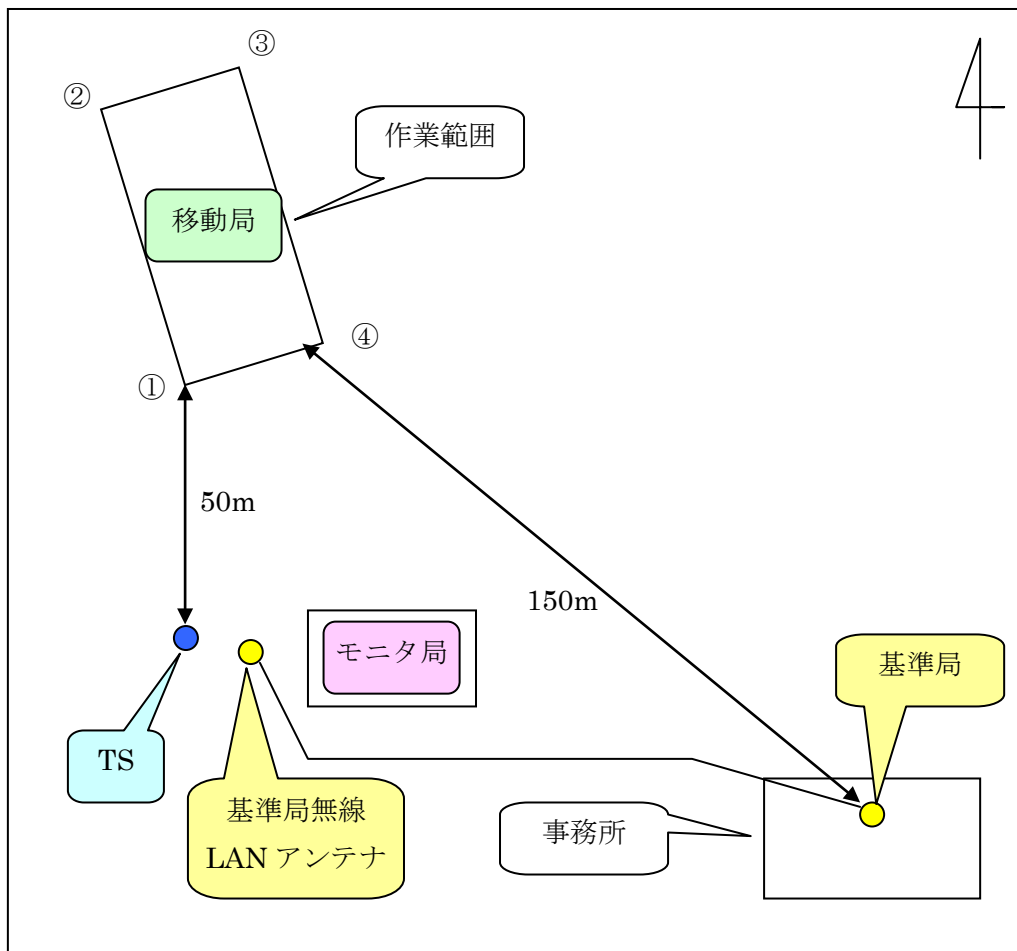 ③
②
作業範囲
移動局
④
①
50m
150m
モニタ局
基準局
TS
基準局無線
LAN アンテナ
事務所